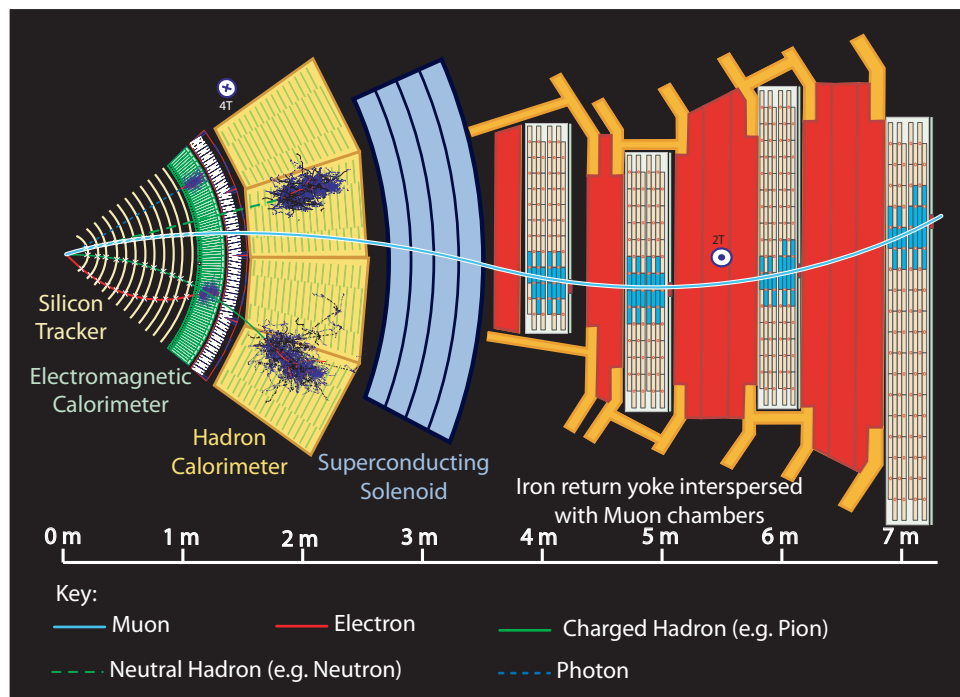 4T
2T
Silicon
Tracker
Electromagnetic
Calorimeter
Hadron
Calorimeter
Superconducting
Solenoid
Iron return yoke interspersed
with Muon chambers
0 m 1 m 2 m 3 m 4 m 5 m 6 m 7 m
Key:
Muon Electron Charged Hadron (e.g. Pion)
Neutral Hadron (e.g. Neutron) Photon